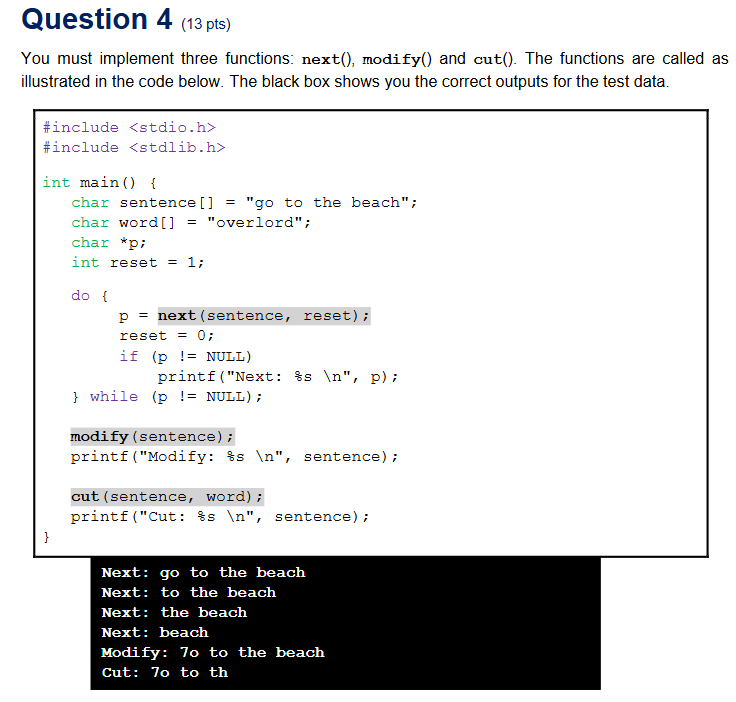 Question 4 (13 pts)
You must implement three functions: next(), modify() and cut(). The functions are called as
illustrated in the code below. The black box shows you the correct outputs for the test data.
#include <stdio.h>
#include <stdlib.h>
int main() {
char sentence[] = "go to the beach";
char word[] = "overlord";
char *p;
int reset = 1;
do {
p = next(sentence, reset);
reset = 0;
if (p != NULL)
printf("Next: %s \n", p);
} while (p != NULL);
modify(sentence);
printf("Modify: %s \n", sentence);
cut(sentence, word);
printf("Cut: %s \n", sentence);
}
Next: go to the beach
Next: to the beach
Next: the beach
Next: beach
Modify: 7o to the beach
Cut: 7o to th